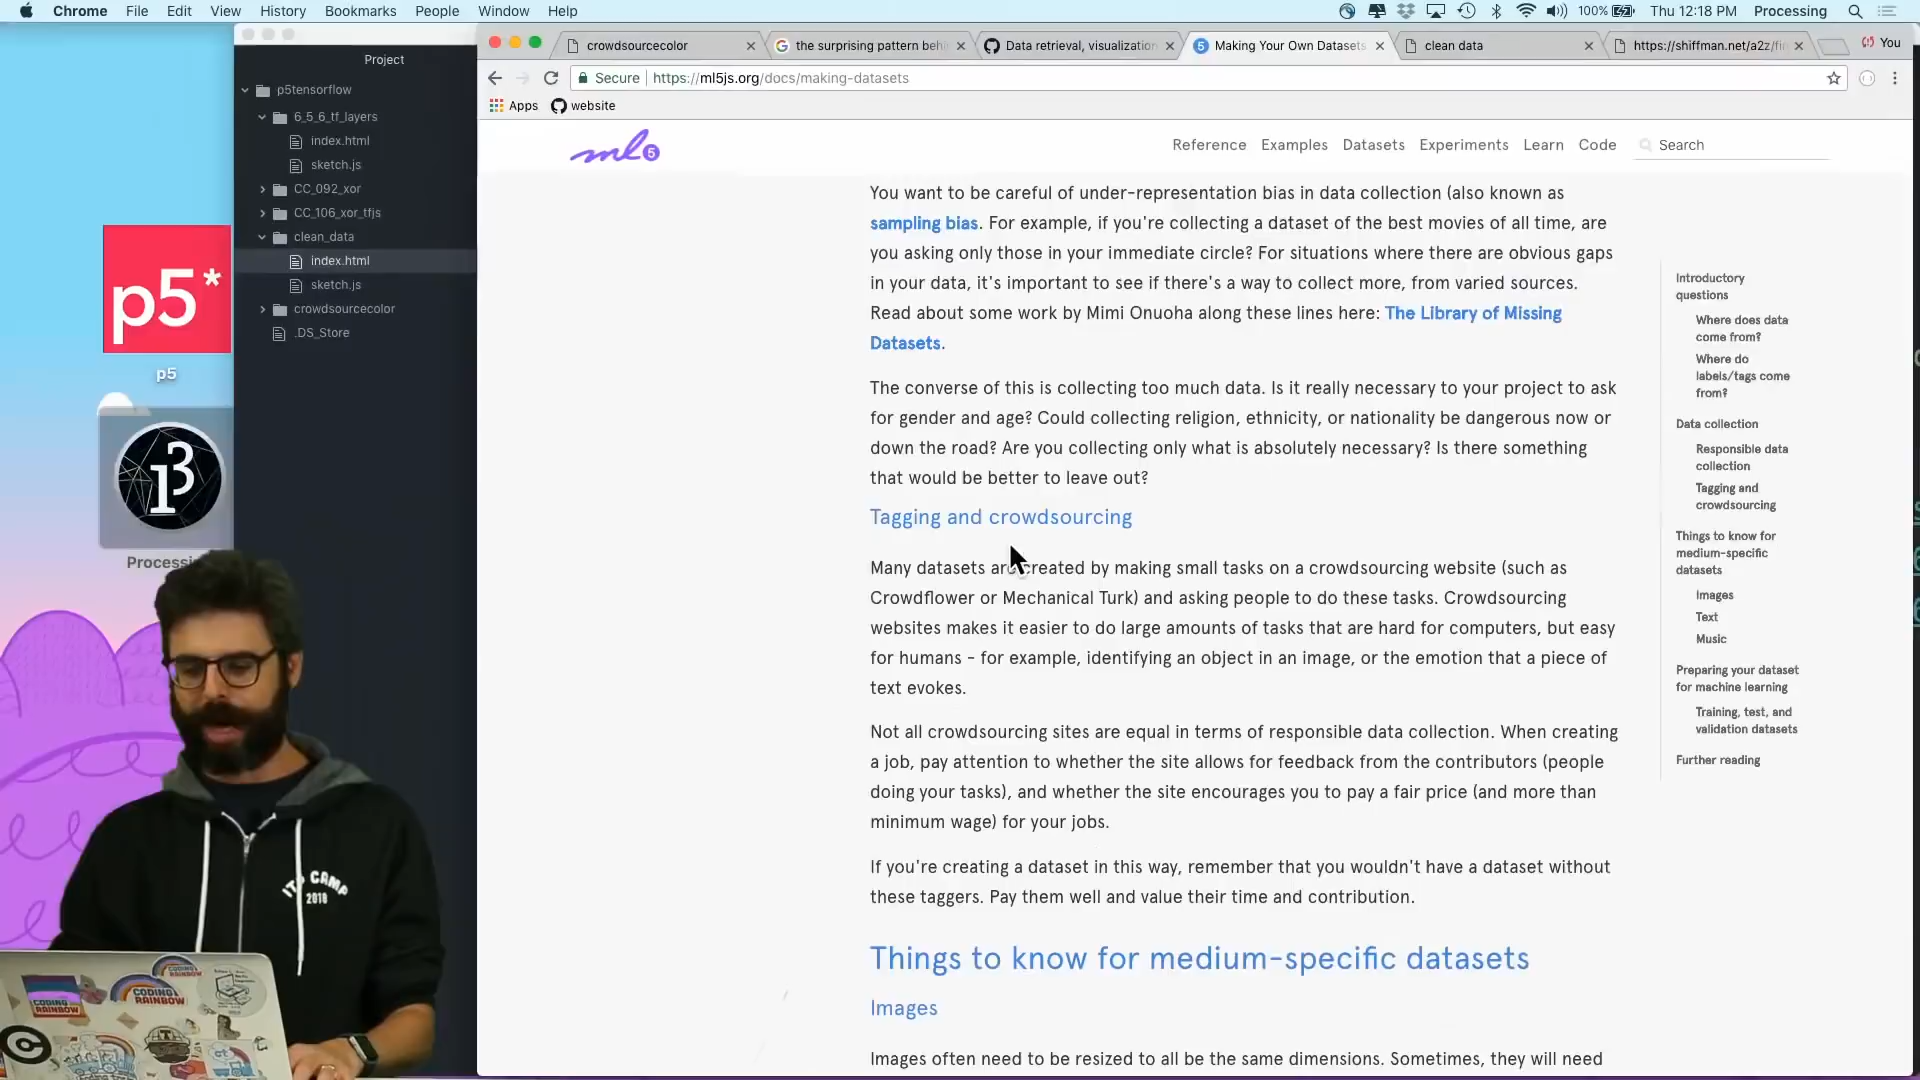 Chrome File Edit View History Bookmarks People Window Help
100% Thu 12:18 PM Processing
Project
p5tensorflow
6_5_6_tf_layers
index.html
sketch.js
CC_092_xor
CC_106_xor_tfjs
clean_data
index.html
sketch.js
crowdsourcecolor
.DS_Store
p5*
p5
Processi
crowdsourcecolor
the surprising pattern beh
Data retrieval, visualization
Making Your Own Datasets
clean data
https://shiffman.net/a2z/fi
You
Secure https://ml5js.org/docs/making-datasets
Apps website
ml5
Reference Examples Datasets Experiments Learn Code Search
You want to be careful of under-representation bias in data collection (also known as
sampling bias. For example, if you're collecting a dataset of the best movies of all time, are
you asking only those in your immediate circle? For situations where there are obvious gaps
in your data, it's important to see if there's a way to collect more, from varied sources.
Read about some work by Mimi Onuoha along these lines here: The Library of Missing
Datasets.
The converse of this is collecting too much data. Is it really necessary to your project to ask
for gender and age? Could collecting religion, ethnicity, or nationality be dangerous now or
down the road? Are you collecting only what is absolutely necessary? Is there something
that would be better to leave out?
Tagging and crowdsourcing
Many datasets are created by making small tasks on a crowdsourcing website (such as
Crowdflower or Mechanical Turk) and asking people to do these tasks. Crowdsourcing
websites makes it easier to do large amounts of tasks that are hard for computers, but easy
for humans - for example, identifying an object in an image, or the emotion that a piece of
text evokes.
Not all crowdsourcing sites are equal in terms of responsible data collection. When creating
a job, pay attention to whether the site allows for feedback from the contributors (people
doing your tasks), and whether the site encourages you to pay a fair price (and more than
minimum wage) for your jobs.
If you're creating a dataset in this way, remember that you wouldn't have a dataset without
these taggers. Pay them well and value their time and contribution.
Things to know for medium-specific datasets
Images
Images often need to be resized to all be the same dimensions. Sometimes, they will need
Introductory
questions
Where does data
come from?
Where do
labels/tags come
from?
Data collection
Responsible data
collection
Tagging and
crowdsourcing
Things to know for
medium-specific
datasets
Images
Text
Music
Preparing your dataset
for machine learning
Training, test, and
validation datasets
Further reading
ITP CAMP
2018
CODING
RAINBOW
CODING
RAINBOW
CODING
RAINBOW